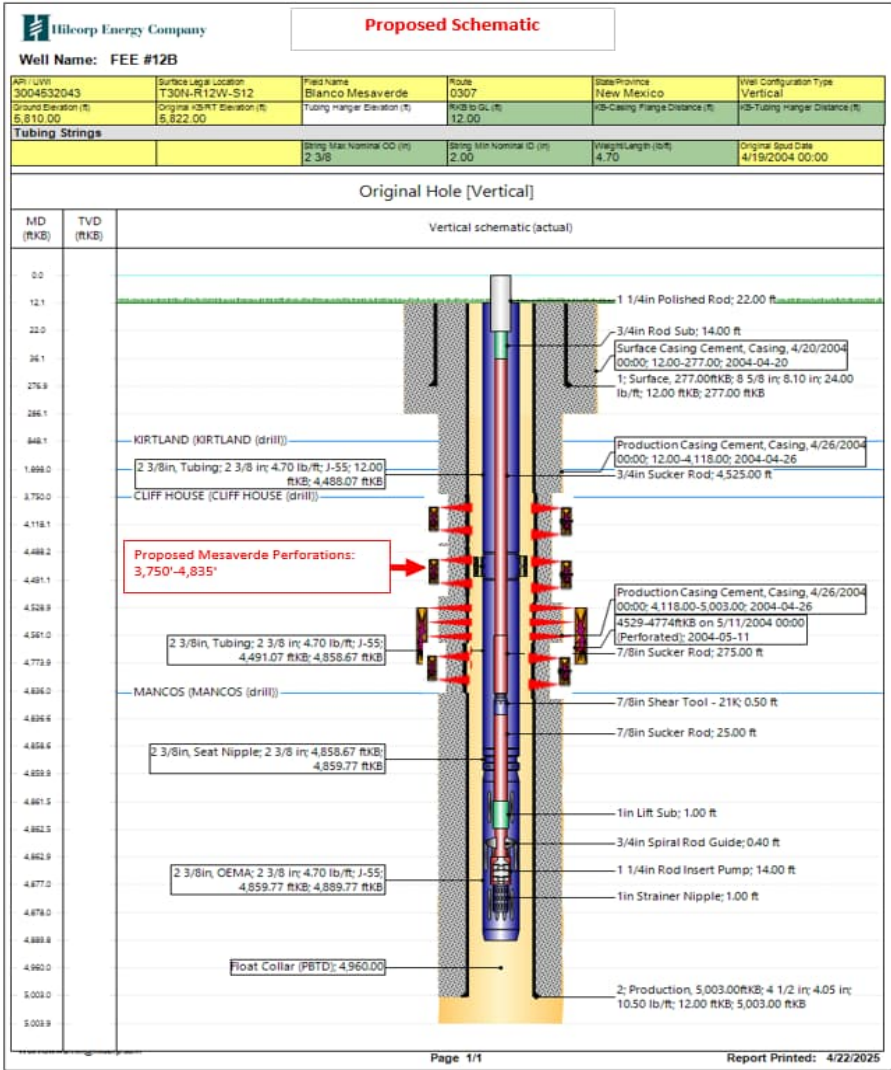 Hilcorp Energy Company
Proposed Schematic
Well Name: FEE #12B
API / UWI
3004532043
Surface Legal Location
T30N-R12W-S12
Field Name
Blanco Mesaverde
Route
0307
State/Province
New Mexico
Well Configuration Type
Vertical
Ground Elevation (ft)
5,810.00
Original KB/RT Elevation (ft)
5,822.00
Tubing Hanger Elevation (ft)
RKB to GL (ft)
12.00
KB-Casing Flange Distance (ft)
KB-Tubing Hanger Distance (ft)
Tubing Strings
String Max Nominal OD (in)
2 3/8
String Min Nominal ID (in)
2.00
Weight/Length (lb/ft)
4.70
Original Spud Date
4/19/2004 00:00
Original Hole [Vertical]
MD
(ftKB)
TVD
(ftKB)
Vertical schematic (actual)
0.0
12.1
22.0
36.1
276.9
286.1
848.1
1,898.0
3,750.0
4,118.1
4,488.2
4,491.1
4,528.9
4,561.0
4,773.9
4,836.0
4,836.6
4,858.6
4,859.9
4,861.5
4,862.5
4,862.9
4,877.0
4,878.0
4,889.8
4,960.0
5,003.0
5,003.9
1 1/4in Polished Rod; 22.00 ft
3/4in Rod Sub; 14.00 ft
Surface Casing Cement, Casing, 4/20/2004
00:00; 12.00-277.00; 2004-04-20
1; Surface, 277.00ftKB; 8 5/8 in; 8.10 in; 24.00
lb/ft; 12.00 ftKB; 277.00 ftKB
KIRTLAND (KIRTLAND (drill))
Production Casing Cement, Casing, 4/26/2004
00:00; 12.00-4,118.00; 2004-04-26
2 3/8in, Tubing; 2 3/8 in; 4.70 lb/ft; J-55; 12.00
ftKB; 4,488.07 ftKB
3/4in Sucker Rod; 4,525.00 ft
CLIFF HOUSE (CLIFF HOUSE (drill))
Proposed Mesaverde Perforations:
3,750'-4,835'
Production Casing Cement, Casing, 4/26/2004
00:00; 4,118.00-5,003.00; 2004-04-26
4529-4774ftKB on 5/11/2004 00:00
(Perforated); 2004-05-11
2 3/8in, Tubing; 2 3/8 in; 4.70 lb/ft; J-55;
4,491.07 ftKB; 4,858.67 ftKB
7/8in Sucker Rod; 275.00 ft
MANCOS (MANCOS (drill))
7/8in Shear Tool - 21K; 0.50 ft
7/8in Sucker Rod; 25.00 ft
2 3/8in, Seat Nipple; 2 3/8 in; 4,858.67 ftKB;
4,859.77 ftKB
1in Lift Sub; 1.00 ft
3/4in Spiral Rod Guide; 0.40 ft
2 3/8in, OEMA; 2 3/8 in; 4.70 lb/ft; J-55;
4,859.77 ftKB; 4,889.77 ftKB
1 1/4in Rod Insert Pump; 14.00 ft
1in Strainer Nipple; 1.00 ft
Float Collar (PBTD); 4,960.00
2; Production, 5,003.00ftKB; 4 1/2 in; 4.05 in;
10.50 lb/ft; 12.00 ftKB; 5,003.00 ftKB
Page 1/1
Report Printed: 4/22/2025